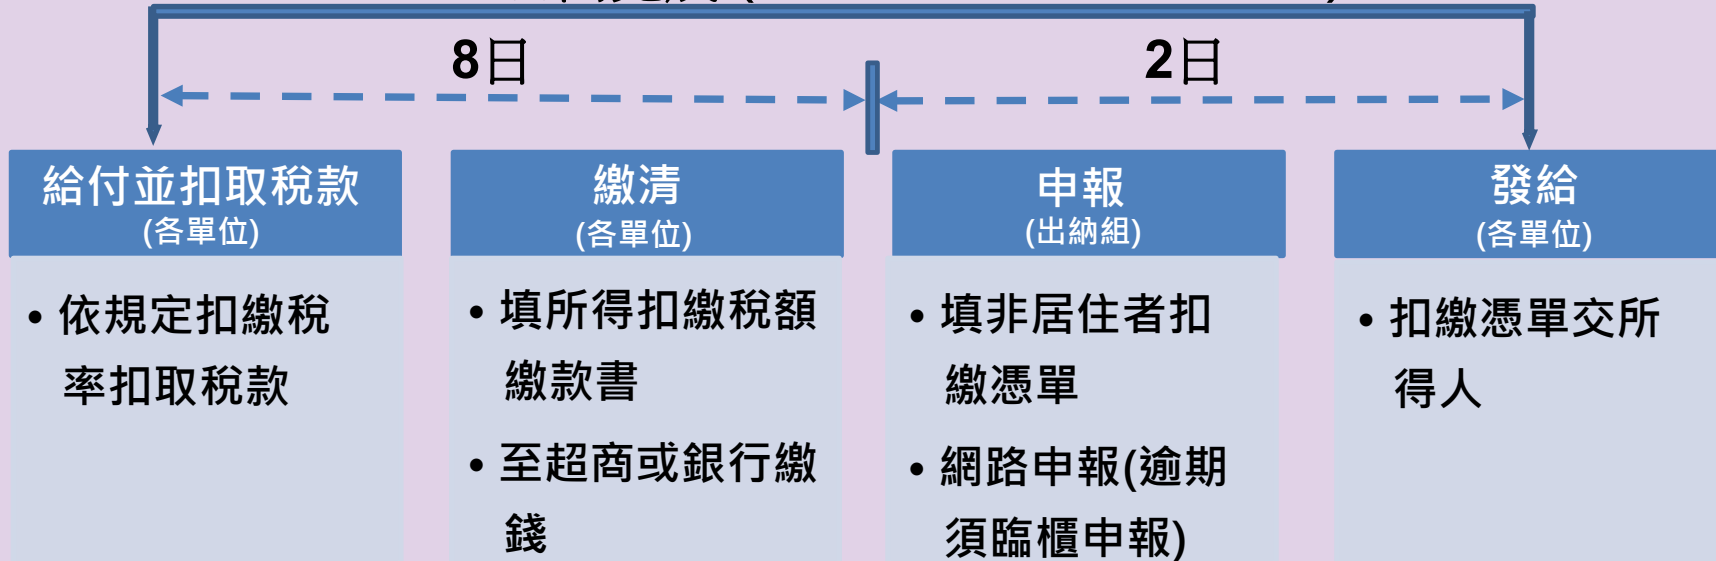 8日
2日
給付並扣取稅款
(各單位)
繳清
(各單位)
申報
(出納組)
發給
(各單位)
• 依規定扣繳稅
率扣取稅款
• 填所得扣繳稅額
繳款書
• 至超商或銀行繳
錢
• 填非居住者扣
繳憑單
• 網路申報(逾期
須臨櫃申報)
• 扣繳憑單交所
得人